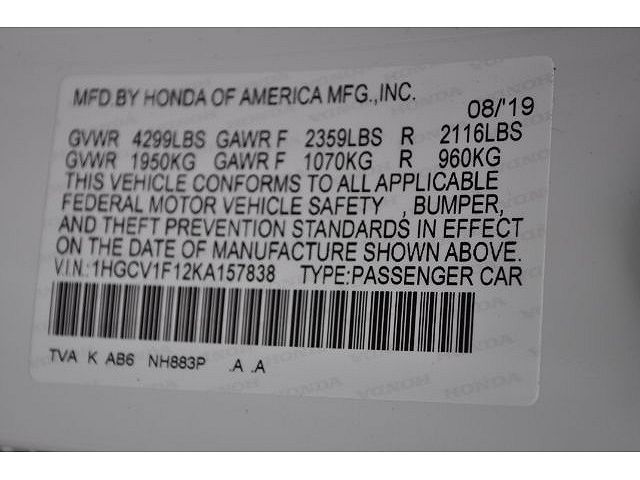 MFD.BY HONDA OF AMERICA MFG.,INC.
08/'19
GVWR 4299LBS GAWR F 2359LBS R 2116LBS
GVWR 1950KG GAWR F 1070KG R 960KG
THIS VEHICLE CONFORMS TO ALL APPLICABLE
FEDERAL MOTOR VEHICLE SAFETY , BUMPER,
AND THEFT PREVENTION STANDARDS IN EFFECT
ON THE DATE OF MANUFACTURE SHOWN ABOVE.
V.I.N.:1HGCV1F12KA157838 TYPE:PASSENGER CAR
TVA K AB6 NH883P .A .A